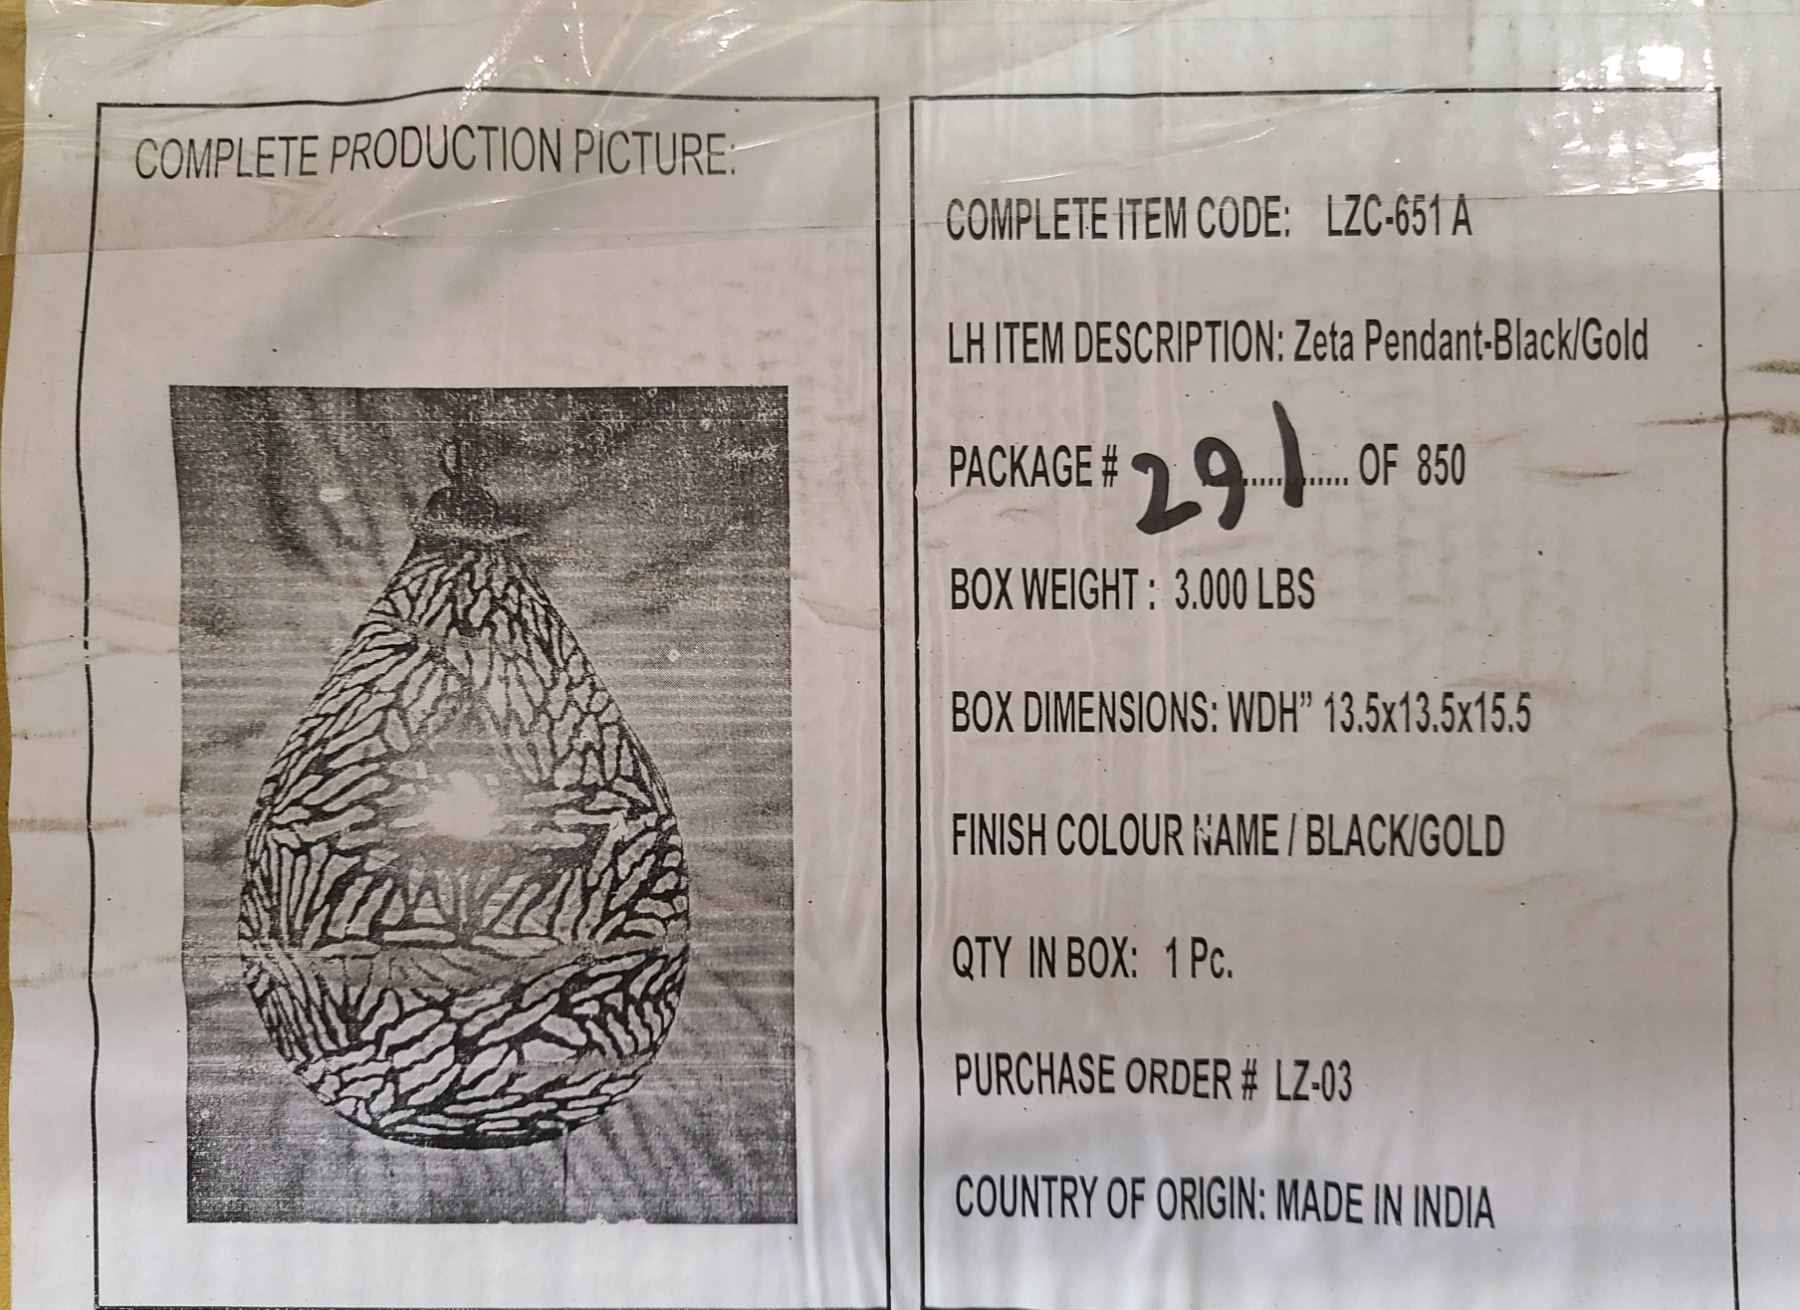 COMPLETE PRODUCTION PICTURE:
COMPLETE ITEM CODE: LZC-651 A
LH ITEM DESCRIPTION: Zeta Pendant-Black/Gold
PACKAGE # 291 OF 850
BOX WEIGHT : 3.000 LBS
BOX DIMENSIONS: WDH” 13.5x13.5x15.5
FINISH COLOUR NAME / BLACK/GOLD
QTY IN BOX: 1 Pc.
PURCHASE ORDER # LZ-03
COUNTRY OF ORIGIN: MADE IN INDIA